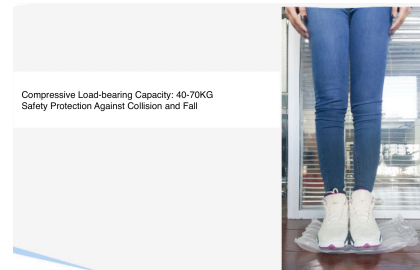 Compressive Load-bearing Capacity: 40-70KG
Safety Protection Against Collision and Fall